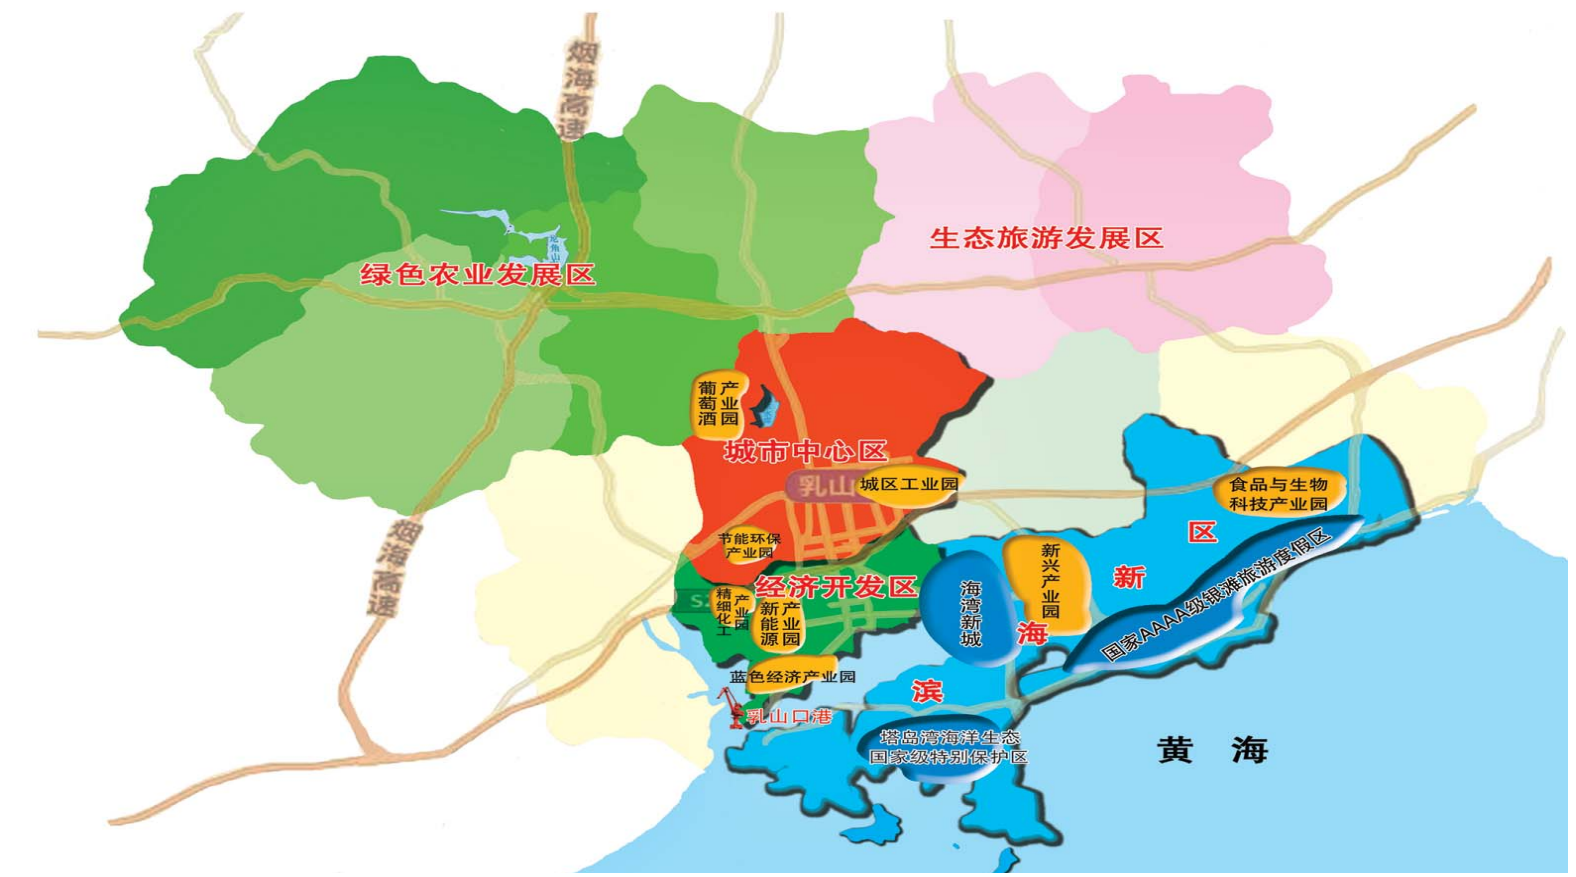 烟海高速
生态旅游发展区
绿色农业发展区
葡萄酒
产业园
城市中心区
乳山
城区工业园
食品与生物
科技产业园
节能环保
产业园
新兴产业园
区
新
海
滨
国家AAAA级银滩旅游度假区
经济开发区
海湾新城
精细化工
产业园
新能源
产业园
蓝色经济产业园
乳山口港
塔岛湾海洋生态
国家级特别保护区
黄 海
烟海高速